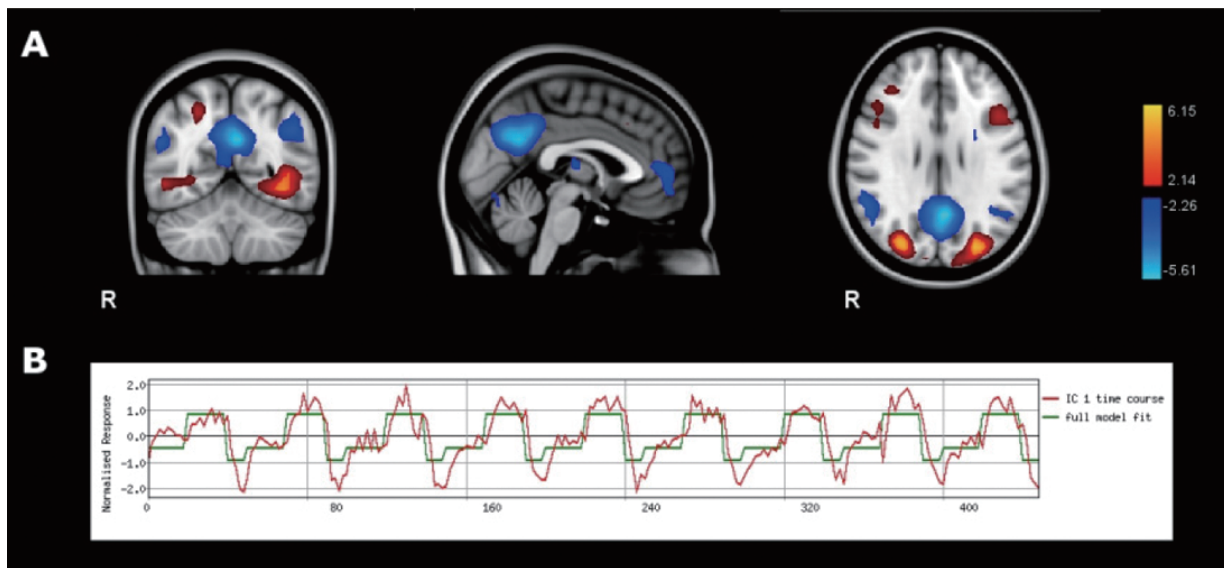 A
6.15
2.14
-2.26
-5.61
R
R
B
Normalised Response
2.0
1.0
0.0
-1.0
-2.0
0
80
160
240
320
400
IC 1 time course
full model fit